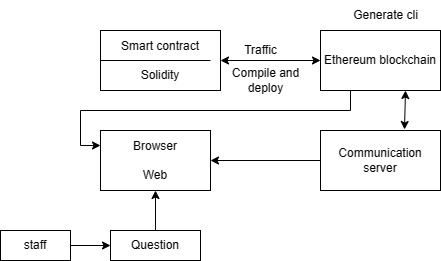 Generate cli
Smart contract
Solidity
Traffic
Compile and
deploy
Ethereum blockchain
Browser
Web
Communication
server
staff
Question